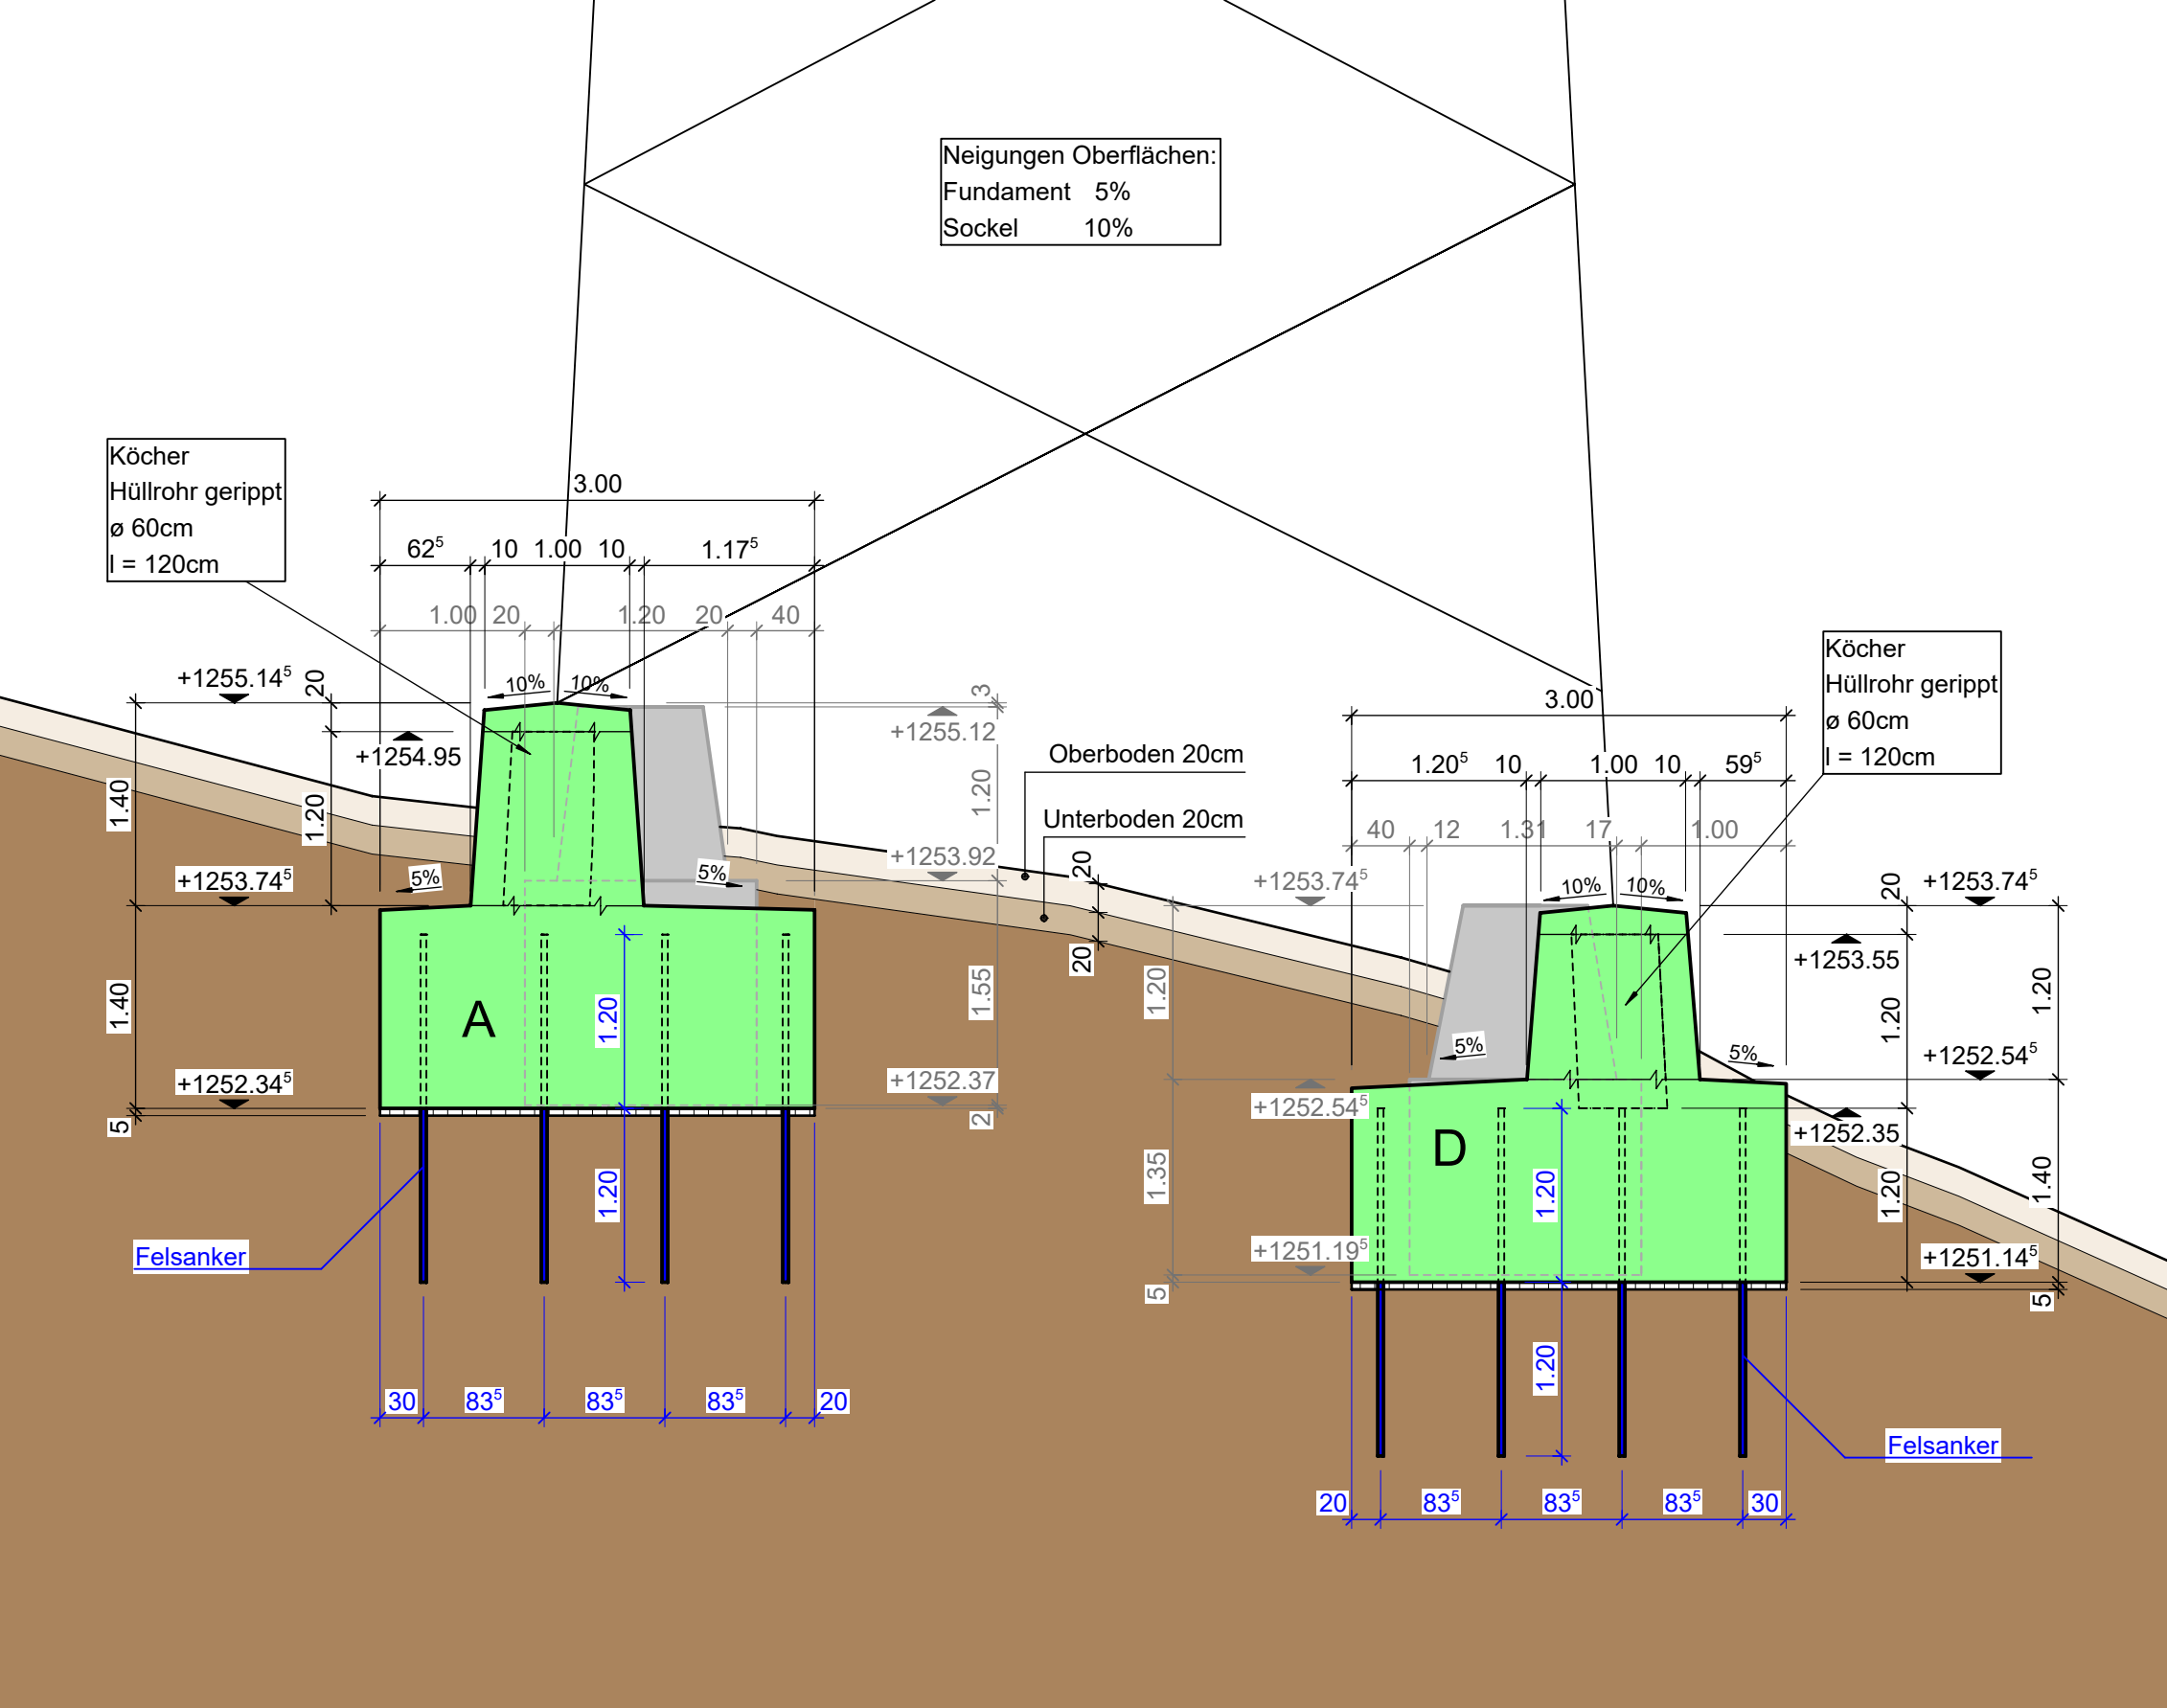 Neigungen Oberflächen:
Fundament 5%
Sockel 10%
Köcher
Hüllrohr gerippt
ø 60cm
l = 120cm
3.00
62⁵ 10 1.00 10 1.17⁵
1.00 20 1.20 20 40
+1255.14⁵
20
10% 10%
+1254.95
1.40
1.20
+1253.74⁵
5%
5%
1.40
A
1.20
+1252.34⁵
5
1.20
Felsanker
30 83⁵ 83⁵ 83⁵ 20
3
+1255.12
1.20
+1253.92
1.55
+1252.37
2
Oberboden 20cm
Unterboden 20cm
20
20
Köcher
Hüllrohr gerippt
ø 60cm
l = 120cm
3.00
1.20⁵ 10 1.00 10 59⁵
40 12 1.31 17 1.00
+1253.74⁵
10% 10%
20
+1253.74⁵
+1253.55
1.20
1.20
1.20
5%
5%
+1252.54⁵
+1252.54⁵
+1252.35
D
1.35
1.20
1.20
1.40
+1251.19⁵
+1251.14⁵
5
5
1.20
Felsanker
20 83⁵ 83⁵ 83⁵ 30